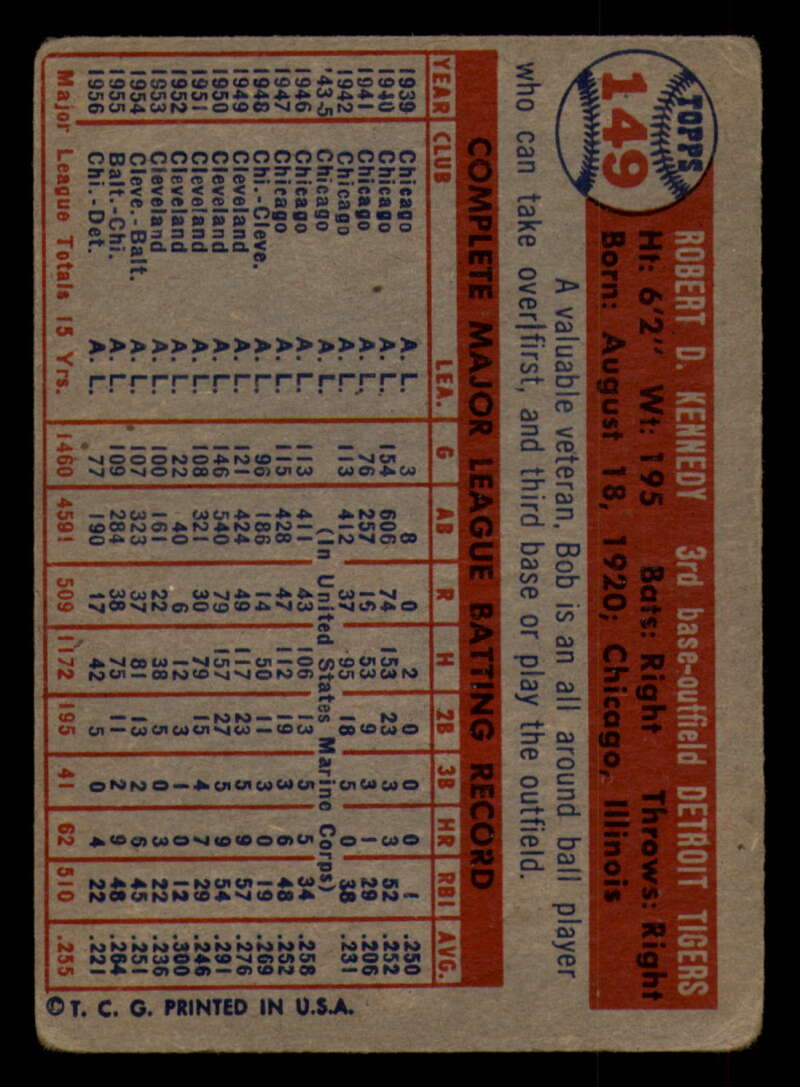 TOPPS
149
ROBERT D. KENNEDY 3rd base-outfield DETROIT TIGERS
Ht: 6'2" Wt: 195 Bats: Right Throws: Right
Born: August 18, 1920; Chicago, Illinois
A valuable veteran, Bob is an all around ball player
who can take over first, and third base or play the outfield.
COMPLETE MAJOR LEAGUE BATTING RECORD
YEAR CLUB LEA. G AB R H 2B 3B HR RBI AVG.
1939 Chicago A. L. 3 8 0 2 0 0 0 1 .250
1940 Chicago A. L. 154 606 74 153 23 3 3 52 .252
1941 Chicago A. L. 76 257 16 53 9 3 1 29 .206
1942 Chicago A. L. 113 412 37 95 18 5 0 38 .231
'43-5 Chicago A. L. (In United States Marine Corps)
1946 Chicago A. L. 113 411 43 106 13 5 5 34 .258
1947 Chicago A. L. 115 428 47 112 19 3 6 48 .252
1948 Chi.-Cleve. A. L. 96 186 14 50 11 3 0 19 .269
1949 Cleveland A. L. 121 424 49 117 23 5 9 57 .276
1950 Cleveland A. L. 146 540 79 157 27 5 9 54 .291
1951 Cleveland A. L. 108 321 30 79 15 4 7 29 .246
1952 Cleveland A. L. 22 40 6 12 3 1 0 12 .300
1953 Cleveland A. L. 100 161 22 38 5 0 3 22 .236
1954 Cleve.-Balt. A. L. 107 323 37 81 13 2 6 45 .251
1955 Balt.-Chi. A. L. 109 284 38 75 11 2 9 48 .264
1956 Chi.-Det. A. L. 77 190 17 42 5 0 4 22 .221
Major League Totals 15 Yrs. 1460 4591 509 1172 195 41 62 510 .255
© T. C. G. PRINTED IN U.S.A.